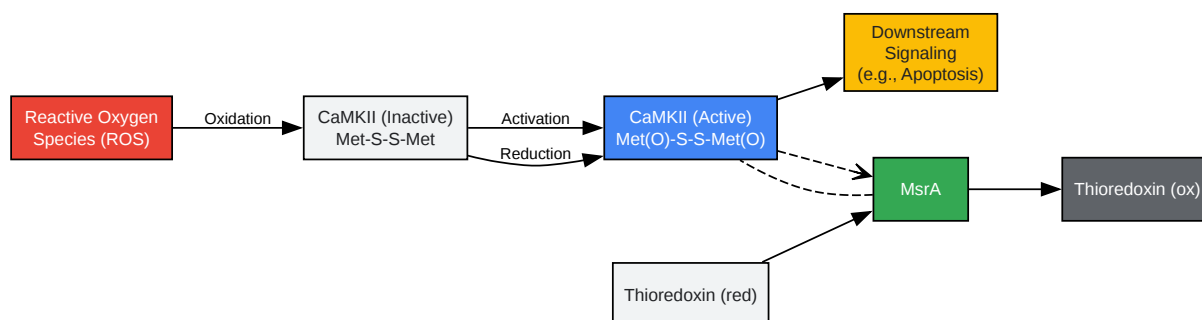 Downstream
Signaling
(e.g., Apoptosis)
Reactive Oxygen
Species (ROS)
Oxidation
CaMKII (Inactive)
Met-S-S-Met
Activation
Reduction
CaMKII (Active)
Met(O)-S-S-Met(O)
MsrA
Thioredoxin (ox)
Thioredoxin (red)